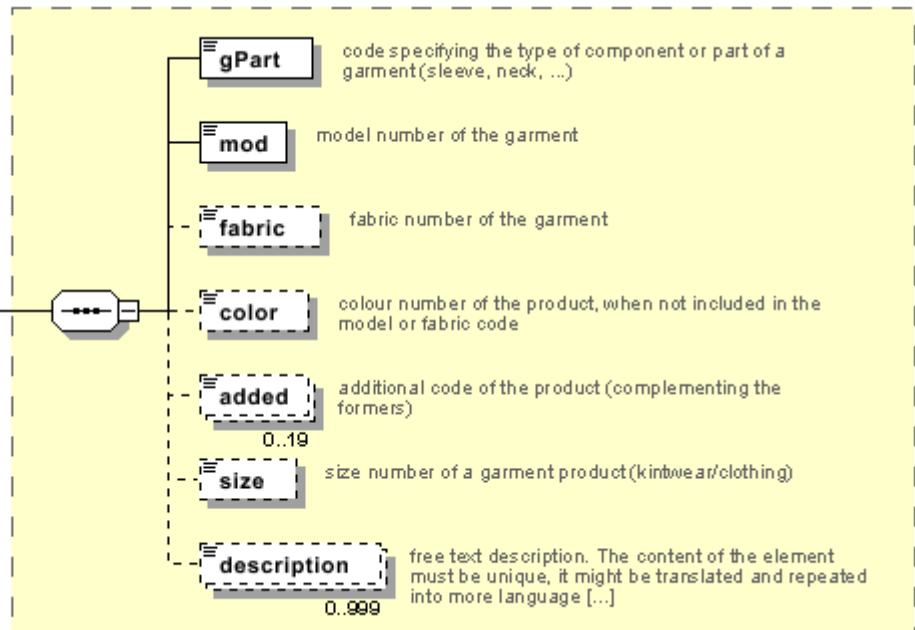 gPart
code specifying the type of component or part of a
garment (sleeve, neck, ...)
mod
model number of the garment
fabric
fabric number of the garment
color
colour number of the product, when not included in the
model or fabric code
added
additional code of the product (complementing the
formers)
0..19
size
size number of a garment product (kintwear/clothing)
description
free text description. The content of the element
must be unique, it might be translated and repeated
into more language [...]
0..999